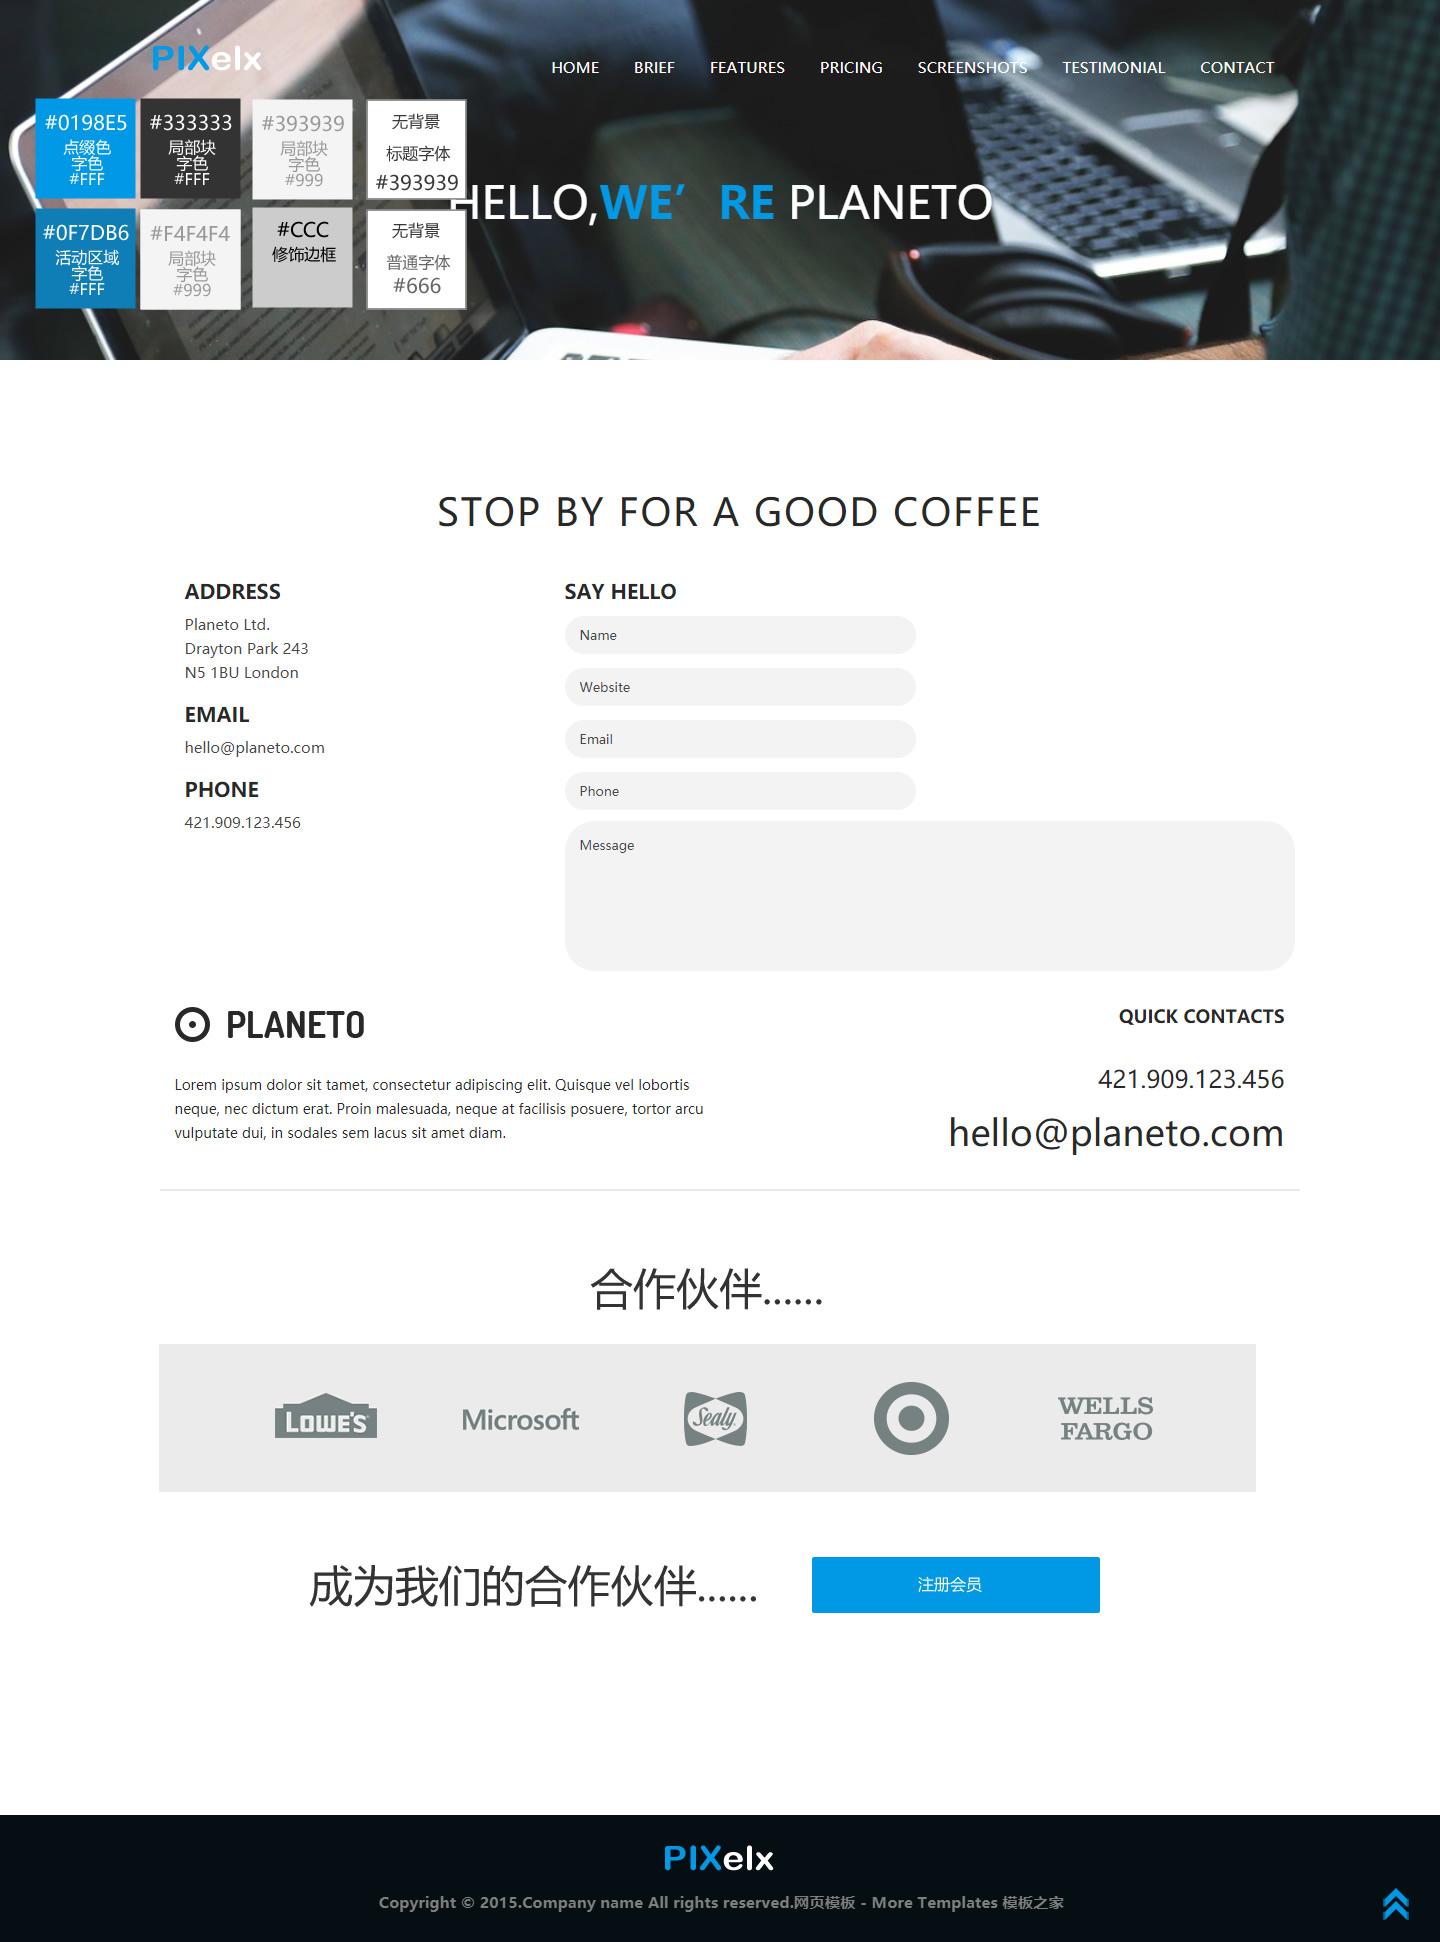 PIXelx
HOME BRIEF FEATURES PRICING SCREENSHOTS TESTIMONIAL CONTACT
#0198E5
点缀色
字色
#FFF
#333333
局部块
字色
#FFF
#393939
局部块
字色
#999
无背景
标题字体
#393939
HELLO,WE’RE PLANETO
#0F7DB6
活动区域
字色
#FFF
#F4F4F4
局部块
字色
#999
#CCC
修饰边框
无背景
普通字体
#666
STOP BY FOR A GOOD COFFEE
ADDRESS
Planeto Ltd.
Drayton Park 243
N5 1BU London
EMAIL
hello@planeto.com
PHONE
421.909.123.456
SAY HELLO
Name
Website
Email
Phone
Message
PLANETO
Lorem ipsum dolor sit tamet, consectetur adipiscing elit. Quisque vel lobortis
neque, nec dictum erat. Proin malesuada, neque at facilisis posuere, tortor arcu
vulputate dui, in sodales sem lacus sit amet diam.
QUICK CONTACTS
421.909.123.456
hello@planeto.com
合作伙伴......
LOWE'S
Microsoft
Sealy
WELLS
FARGO
成为我们的合作伙伴......
注册会员
PIXelx
Copyright © 2015.Company name All rights reserved.网页模板 - More Templates 模板之家